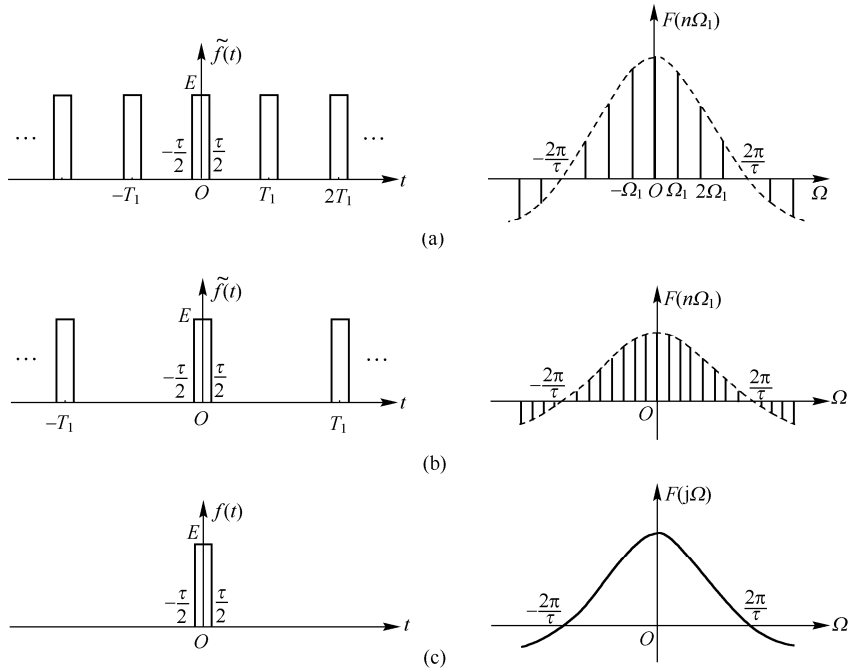 f̃(t)
E
… −τ/2 τ/2 …
−T₁ O T₁ 2T₁ t
F(nΩ₁)
−2π/τ 2π/τ
−Ω₁ O Ω₁ 2Ω₁ Ω
(a)
f̃(t)
E
… −τ/2 τ/2 …
−T₁ O T₁ t
F(nΩ₁)
−2π/τ 2π/τ
O Ω
(b)
f(t)
E
−τ/2 τ/2
O t
F(jΩ)
−2π/τ 2π/τ
O Ω
(c)